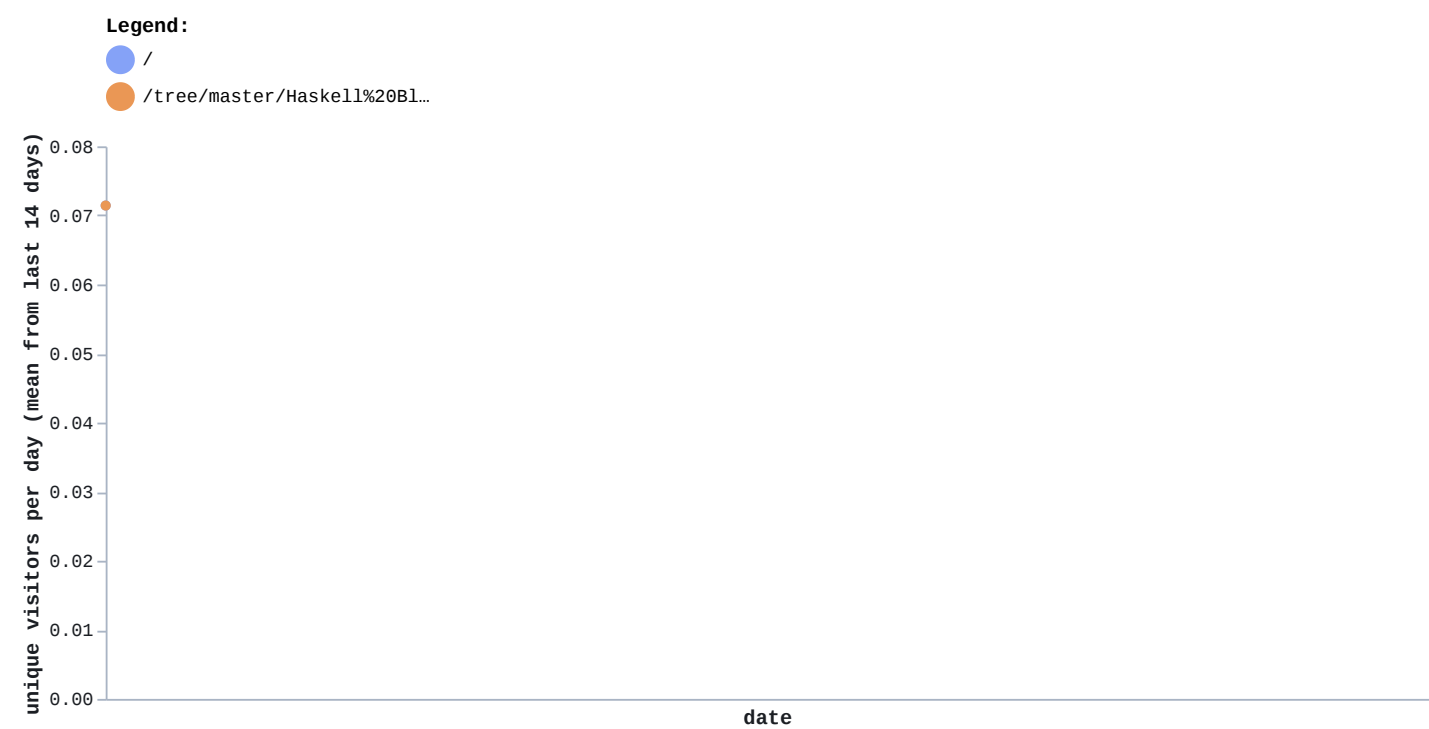 Legend:
/
/tree/master/Haskell%20Bl…
unique visitors per day (mean from last 14 days)
0.08
0.07
0.06
0.05
0.04
0.03
0.02
0.01
0.00
date